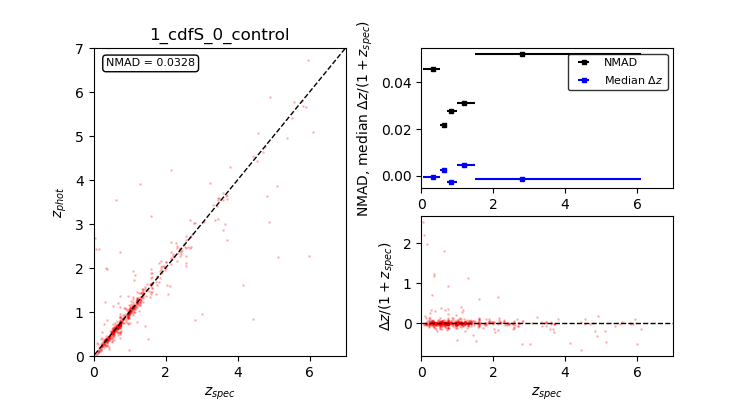 1_cdfS_0_control
NMAD = 0.0328
z_phot
7
6
5
4
3
2
1
0
0 2 4 6
z_spec
NMAD, median Δz/(1 + z_spec)
0.04
0.02
0.00
NMAD
Median Δz
0 2 4 6
Δz/(1 + z_spec)
2
1
0
0 2 4 6
z_spec